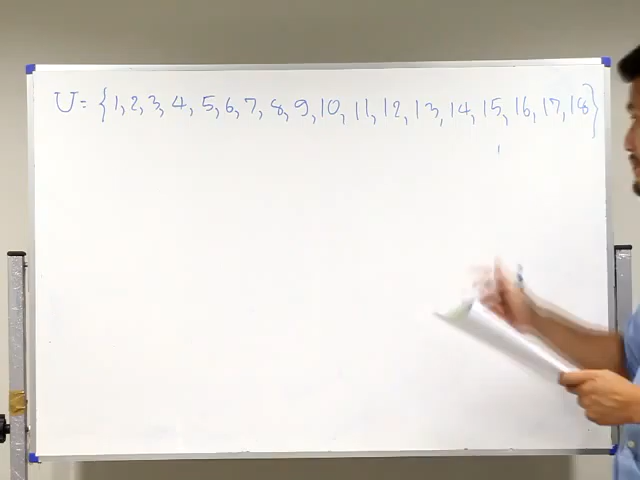 U = {1, 2, 3, 4, 5, 6, 7, 8, 9, 10, 11, 12, 13, 14, 15, 16, 17, 18}